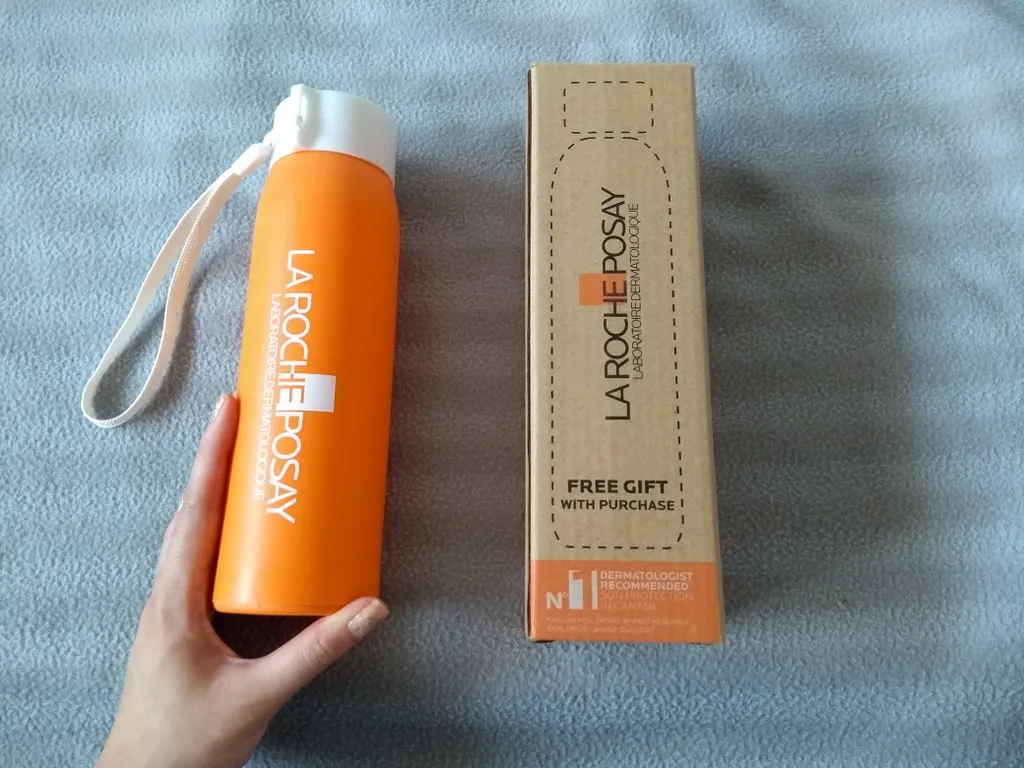 LA ROCHE POSAY
LABORATOIRE DERMATOLOGIQUE
LA ROCHE POSAY
LABORATOIRE DERMATOLOGIQUE
FREE GIFT
WITH PURCHASE
Nº1
DERMATOLOGIST
RECOMMENDED
SUN PROTECTION
IN CANADA